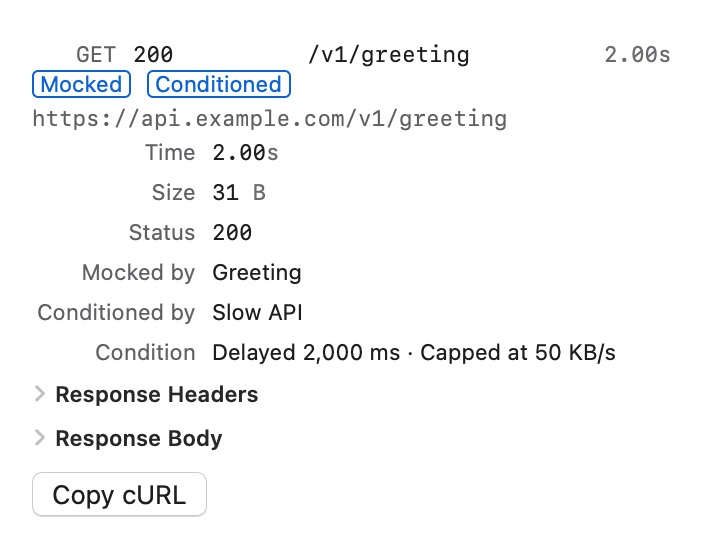 GET 200 /v1/greeting 2.00s
Mocked Conditioned
https://api.example.com/v1/greeting
Time 2.00s
Size 31 B
Status 200
Mocked by Greeting
Conditioned by Slow API
Condition Delayed 2,000 ms · Capped at 50 KB/s
Response Headers
Response Body
Copy cURL